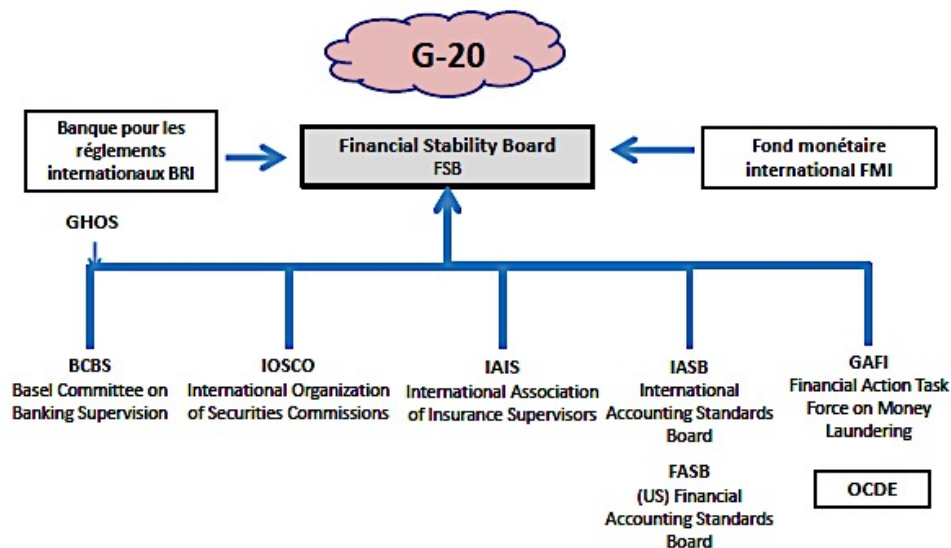 G-20
Banque pour les
réglements
internationaux BRI
Financial Stability Board
FSB
Fond monétaire
international FMI
GHOS
BCBS
Basel Committee on
Banking Supervision
IOSCO
International Organization
of Securities Commissions
IAIS
International Association
of Insurance Supervisors
IASB
International
Accounting Standards
Board
FASB
(US) Financial
Accounting Standards
Board
GAFI
Financial Action Task
Force on Money
Laundering
OCDE